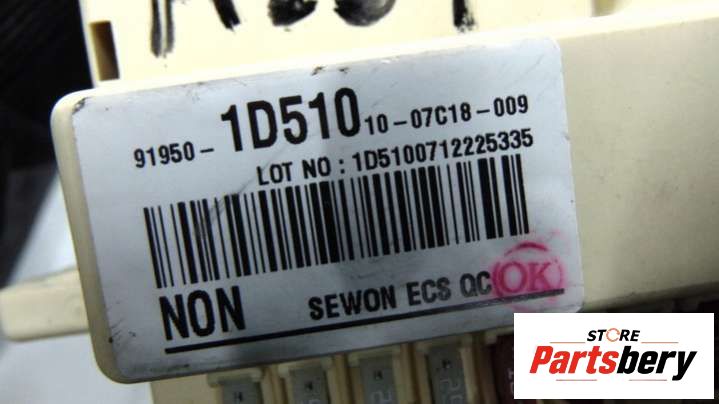 91950-1D510 10-07C18-009
LOT NO : 1D5100712225335
NON SEWON ECS QC OK
STORE
Partsbery